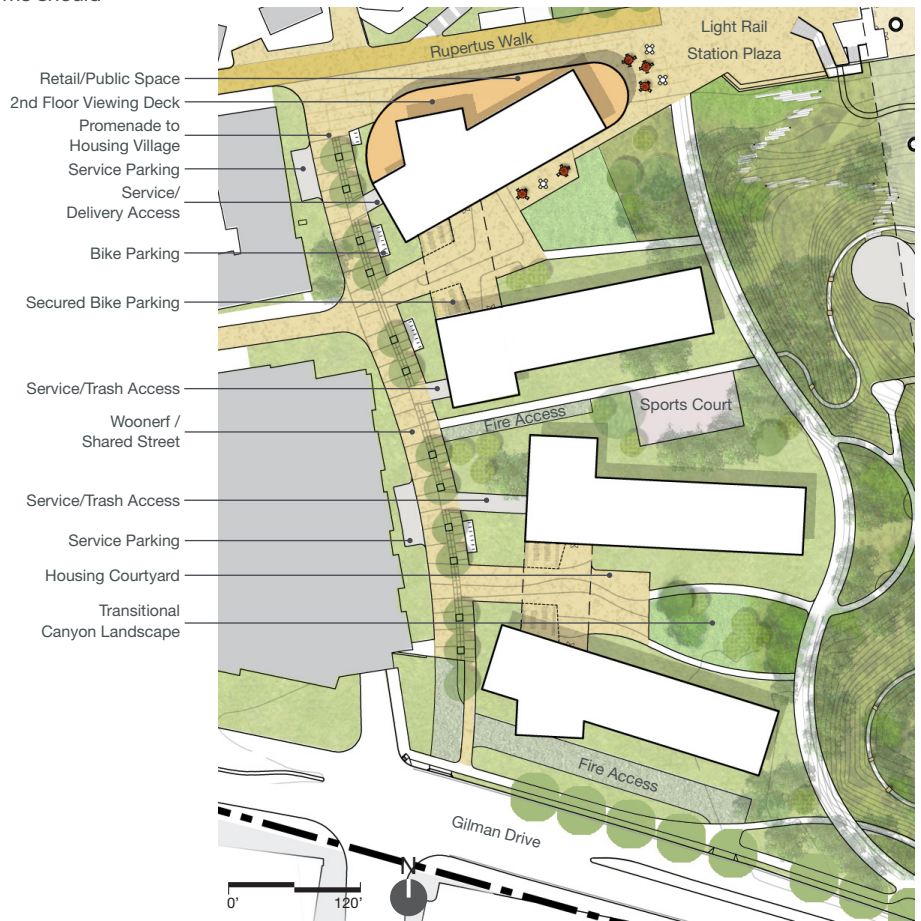 Rupertus Walk
Light Rail
Station Plaza
Retail/Public Space
2nd Floor Viewing Deck
Promenade to
Housing Village
Service Parking
Service/
Delivery Access
Bike Parking
Secured Bike Parking
Service/Trash Access
Sports Court
Fire Access
Woonerf /
Shared Street
Service/Trash Access
Service Parking
Housing Courtyard
Transitional
Canyon Landscape
Fire Access
Gilman Drive
N
0'
120'